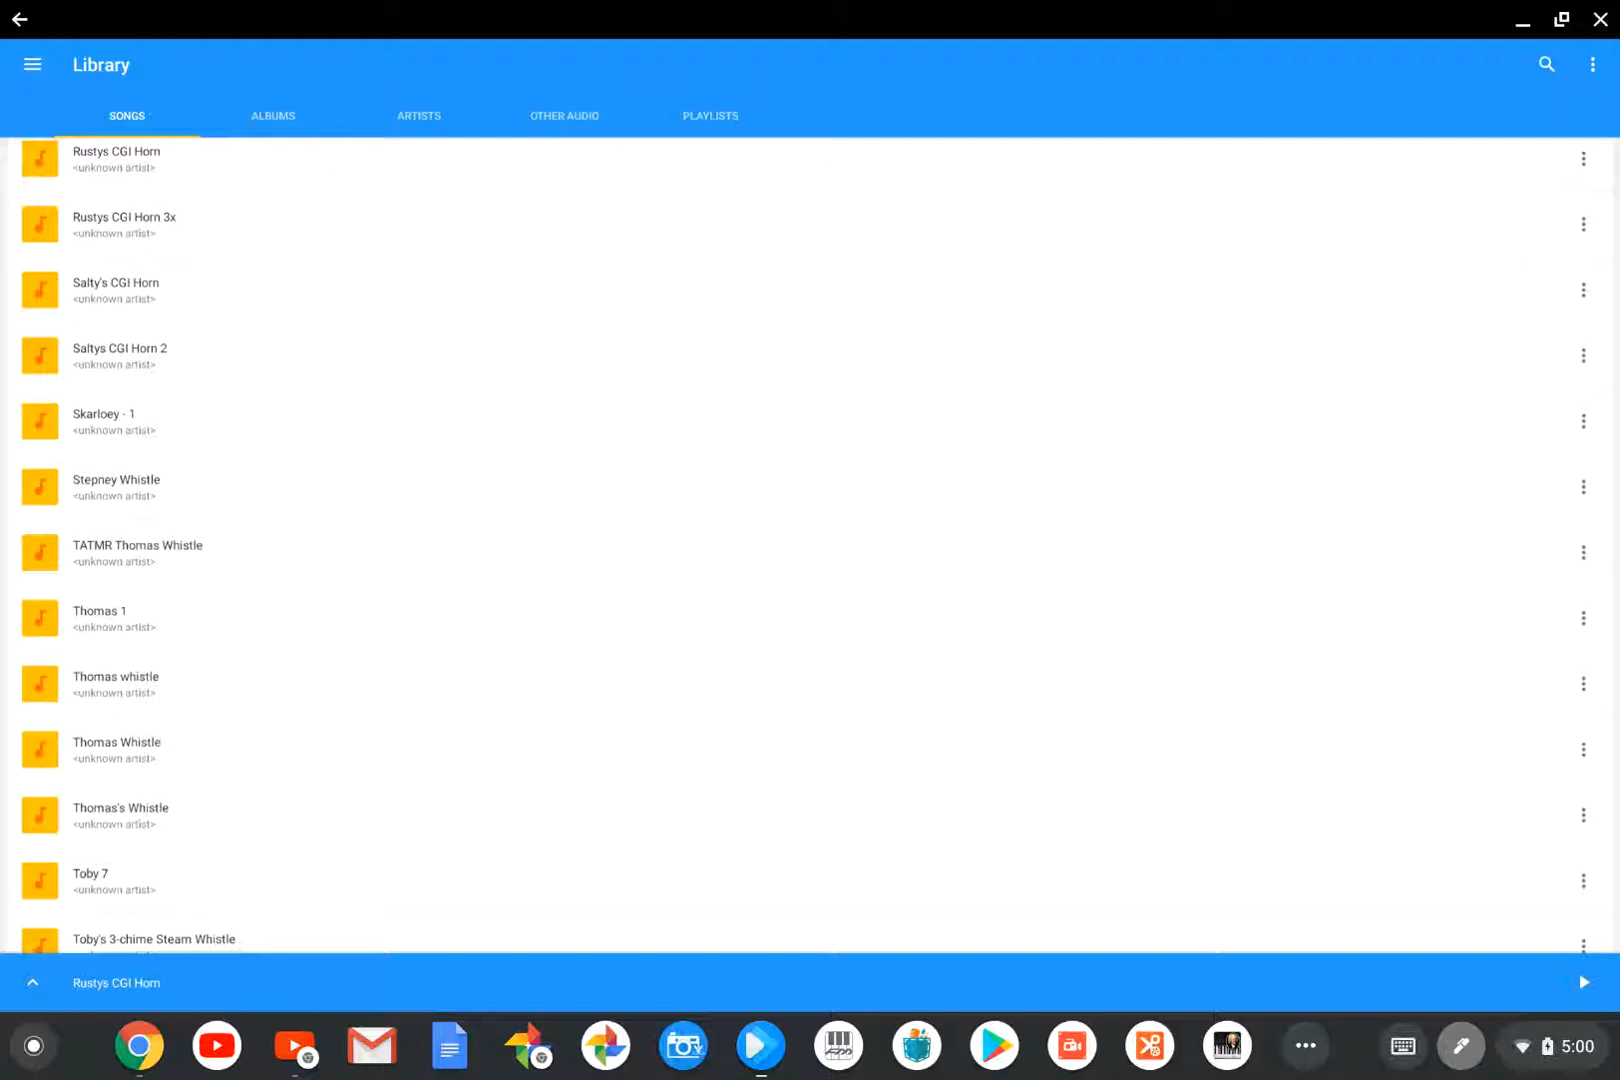 Library
SONGS ALBUMS ARTISTS OTHER AUDIO PLAYLISTS
Rustys CGI Horn
<unknown artist>
Rustys CGI Horn 3x
<unknown artist>
Salty's CGI Horn
<unknown artist>
Saltys CGI Horn 2
<unknown artist>
Skarloey - 1
<unknown artist>
Stepney Whistle
<unknown artist>
TATMR Thomas Whistle
<unknown artist>
Thomas 1
<unknown artist>
Thomas whistle
<unknown artist>
Thomas Whistle
<unknown artist>
Thomas's Whistle
<unknown artist>
Toby 7
<unknown artist>
Toby's 3-chime Steam Whistle
Rustys CGI Horn
5:00